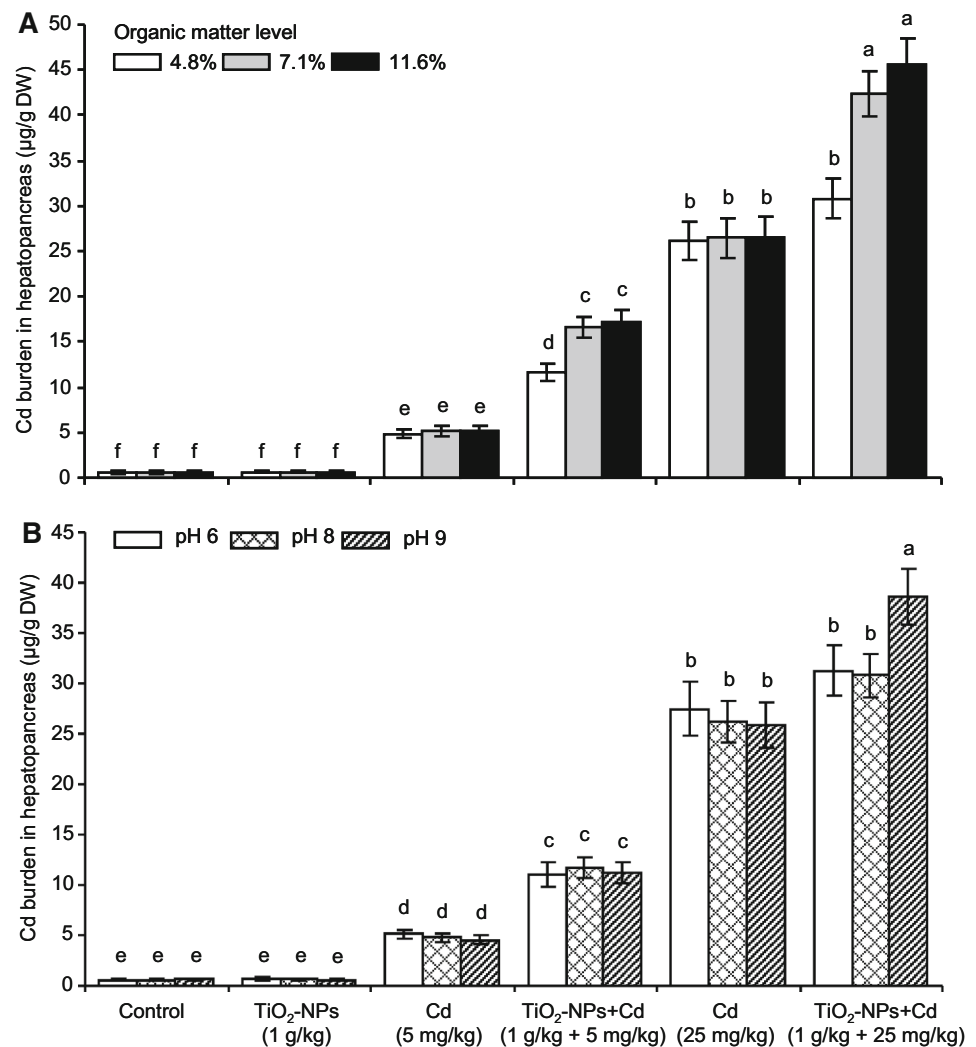 A
Organic matter level
4.8% 7.1% 11.6%
Cd burden in hepatopancreas (µg/g DW)
50
45
40
35
30
25
20
15
10
5
0
f f f f f f e e e d c c b b b b a a
B
pH 6 pH 8 pH 9
Cd burden in hepatopancreas (µg/g DW)
45
40
35
30
25
20
15
10
5
0
e e e e e e d d d c c c b b b b b a
Control TiO₂-NPs Cd TiO₂-NPs+Cd Cd TiO₂-NPs+Cd
(1 g/kg) (5 mg/kg) (1 g/kg + 5 mg/kg) (25 mg/kg) (1 g/kg + 25 mg/kg)